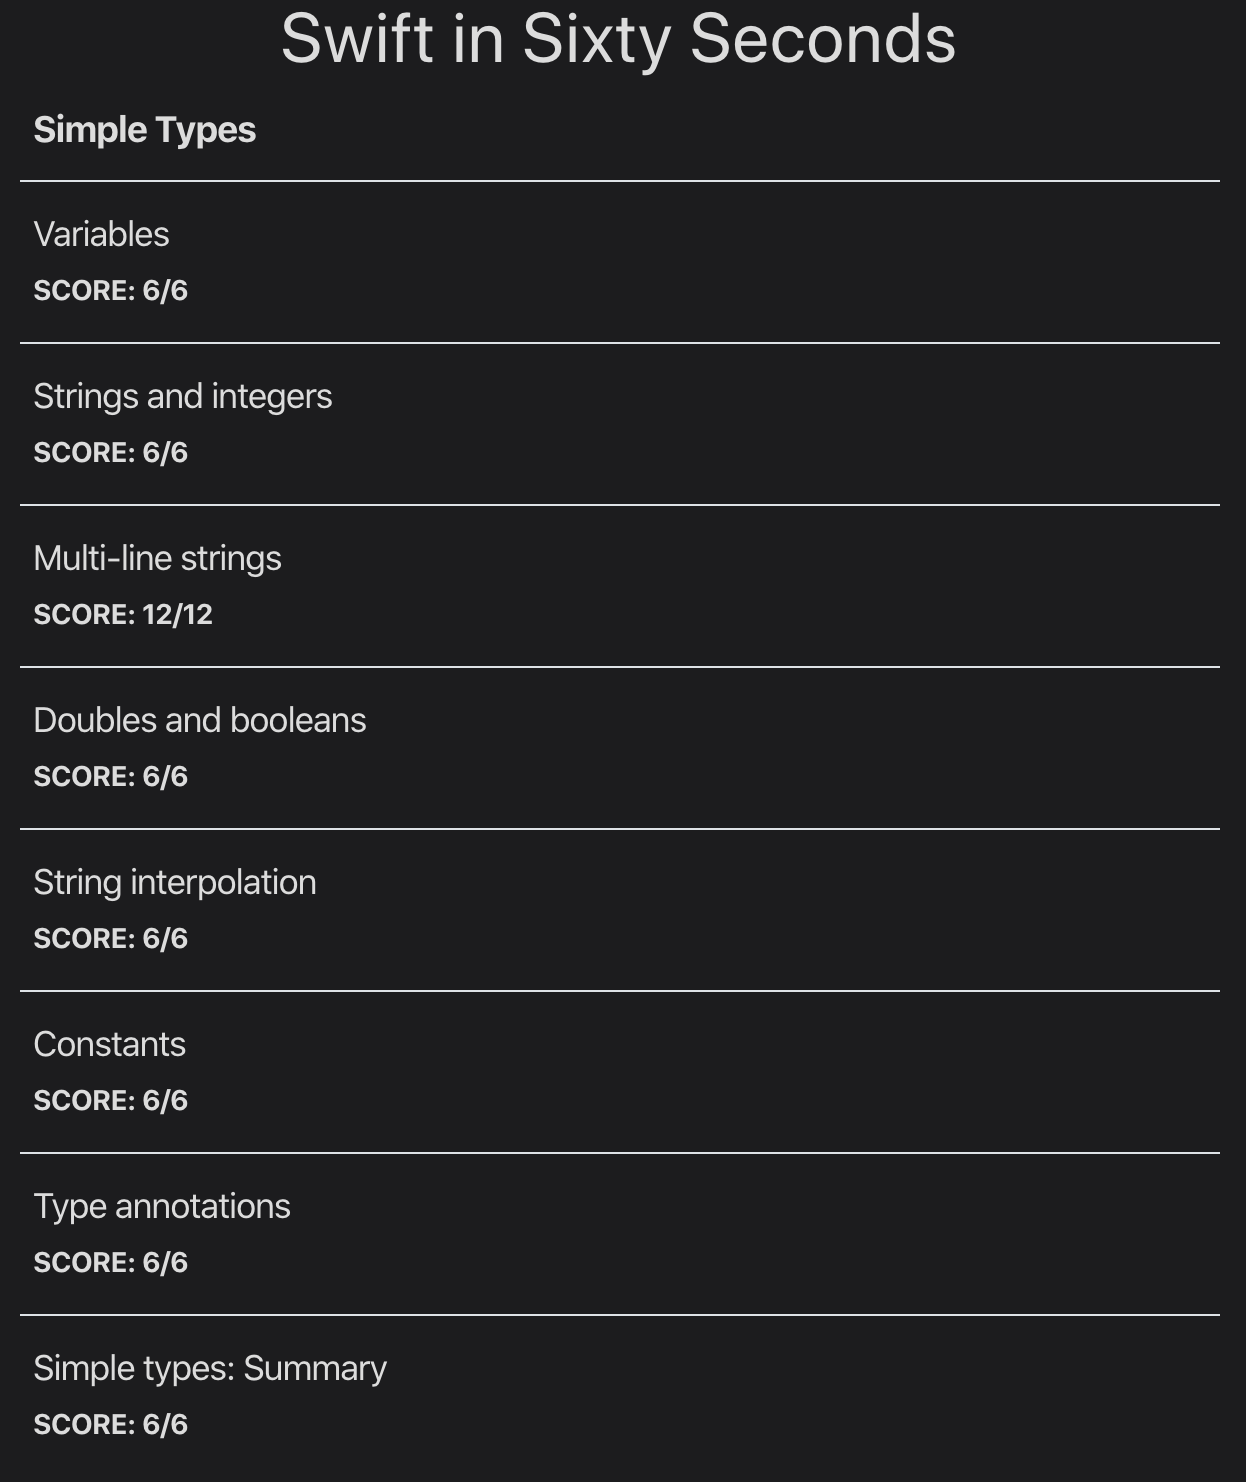 Swift in Sixty Seconds
Simple Types
Variables
SCORE: 6/6
Strings and integers
SCORE: 6/6
Multi-line strings
SCORE: 12/12
Doubles and booleans
SCORE: 6/6
String interpolation
SCORE: 6/6
Constants
SCORE: 6/6
Type annotations
SCORE: 6/6
Simple types: Summary
SCORE: 6/6